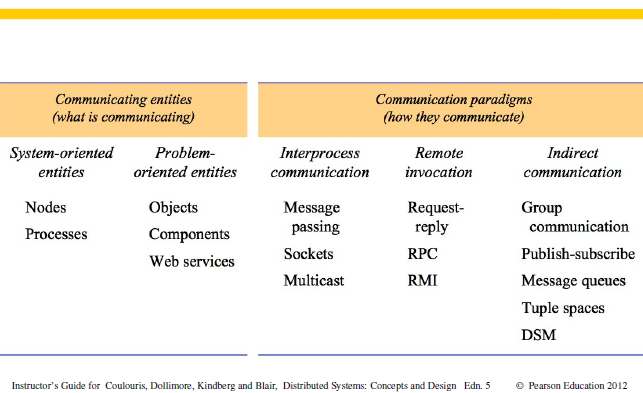 Communicating entities
(what is communicating)
Communication paradigms
(how they communicate)
System-oriented
entities
Problem-
oriented entities
Interprocess
communication
Remote
invocation
Indirect
communication
Nodes
Processes
Objects
Components
Web services
Message
passing
Sockets
Multicast
Request-
reply
RPC
RMI
Group
communication
Publish-subscribe
Message queues
Tuple spaces
DSM
Instructor's Guide for Coulouris, Dollimore, Kindberg and Blair, Distributed Systems: Concepts and Design Edn. 5 © Pearson Education 2012